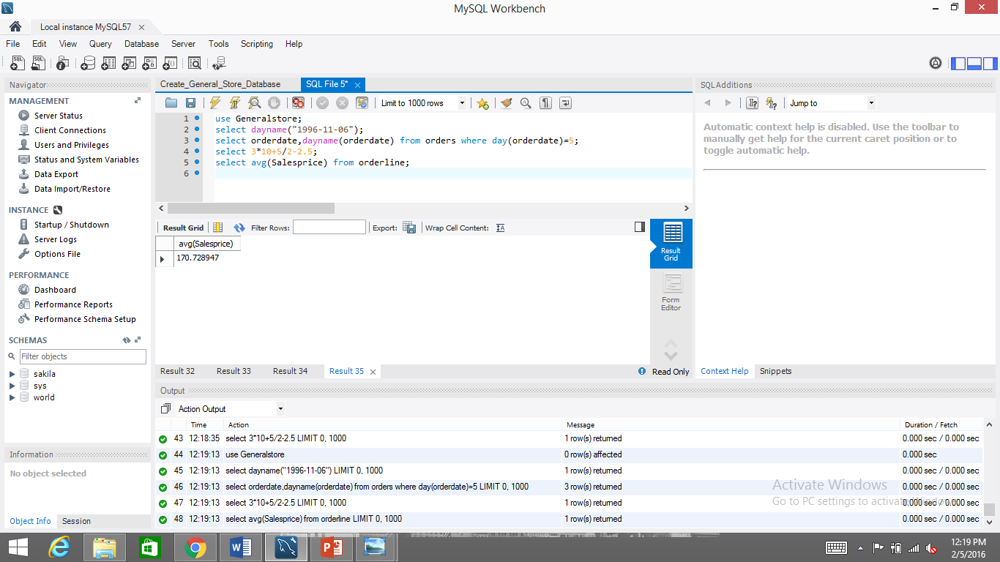 MySQL Workbench
Local instance MySQL57
File Edit View Query Database Server Tools Scripting Help
Navigator
MANAGEMENT
Server Status
Client Connections
Users and Privileges
Status and System Variables
Data Export
Data Import/Restore
INSTANCE
Startup / Shutdown
Server Logs
Options File
PERFORMANCE
Dashboard
Performance Reports
Performance Schema Setup
SCHEMAS
Filter objects
sakila
sys
world
Information
No object selected
Object Info Session
Create_General_Store_Database SQL File 5*
Limit to 1000 rows
1 use Generalstore;
2 select dayname("1996-11-06");
3 select orderdate,dayname(orderdate) from orders where day(orderdate)=5;
4 select 3*10+5/2-2.5;
5 select avg(Salesprice) from orderline;
6
Result Grid Filter Rows: Export: Wrap Cell Content:
avg(Salesprice)
170.728947
Result Grid
Form Editor
Result 32 Result 33 Result 34 Result 35 Read Only
SQLAdditions
Jump to
Automatic context help is disabled. Use the toolbar to
manually get help for the current caret position or to
toggle automatic help.
Context Help Snippets
Output
Action Output
Time Action Message Duration / Fetch
43 12:18:35 select 3*10+5/2-2.5 LIMIT 0, 1000 1 row(s) returned 0.000 sec / 0.000 sec
44 12:19:13 use Generalstore 0 row(s) affected 0.000 sec
45 12:19:13 select dayname("1996-11-06") LIMIT 0, 1000 1 row(s) returned 0.000 sec / 0.000 sec
46 12:19:13 select orderdate,dayname(orderdate) from orders where day(orderdate)=5 LIMIT 0, 1000 3 row(s) returned 0.000 sec / 0.000 sec
47 12:19:13 select 3*10+5/2-2.5 LIMIT 0, 1000 1 row(s) returned 0.000 sec / 0.000 sec
48 12:19:13 select avg(Salesprice) from orderline LIMIT 0, 1000 1 row(s) returned 0.000 sec / 0.000 sec
Activate Windows
Go to PC settings to activate Windows.
12:19 PM
2/5/2016